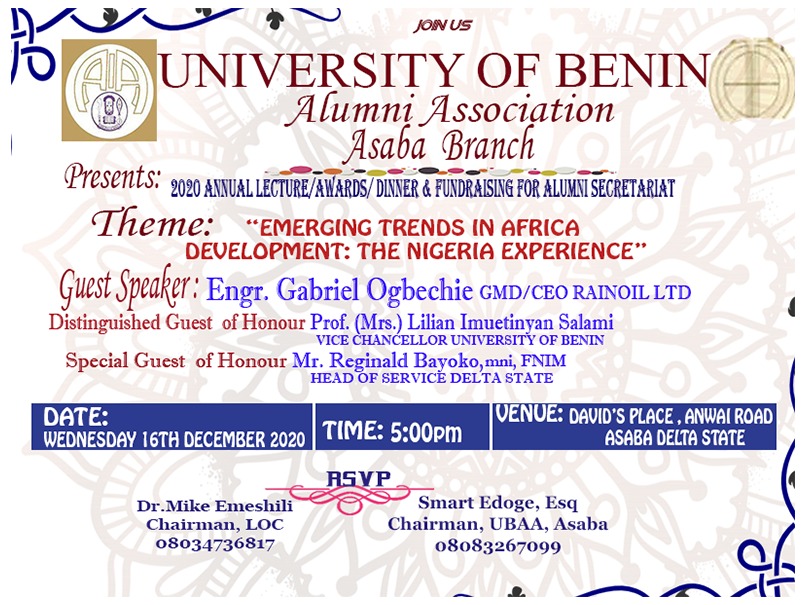 JOIN US
UNIVERSITY OF BENIN
Alumni Association
Asaba Branch
Presents: 2020 ANNUAL LECTURE/AWARDS/ DINNER & FUNDRAISING FOR ALUMNI SECRETARIAT
Theme: “EMERGING TRENDS IN AFRICA
DEVELOPMENT: THE NIGERIA EXPERIENCE”
Guest Speaker: Engr. Gabriel Ogbechie GMD/CEO RAINOIL LTD
Distinguished Guest of Honour Prof. (Mrs.) Lilian Imuetinyan Salami
VICE CHANCELLOR UNIVERSITY OF BENIN
Special Guest of Honour Mr. Reginald Bayoko, mni, FNIM
HEAD OF SERVICE DELTA STATE
DATE:
WEDNESDAY 16TH DECEMBER 2020
TIME: 5:00pm
VENUE: DAVID'S PLACE , ANWAI ROAD
ASABA DELTA STATE
RSVP
Dr.Mike Emeshili
Chairman, LOC
08034736817
Smart Edoge, Esq
Chairman, UBAA, Asaba
08083267099